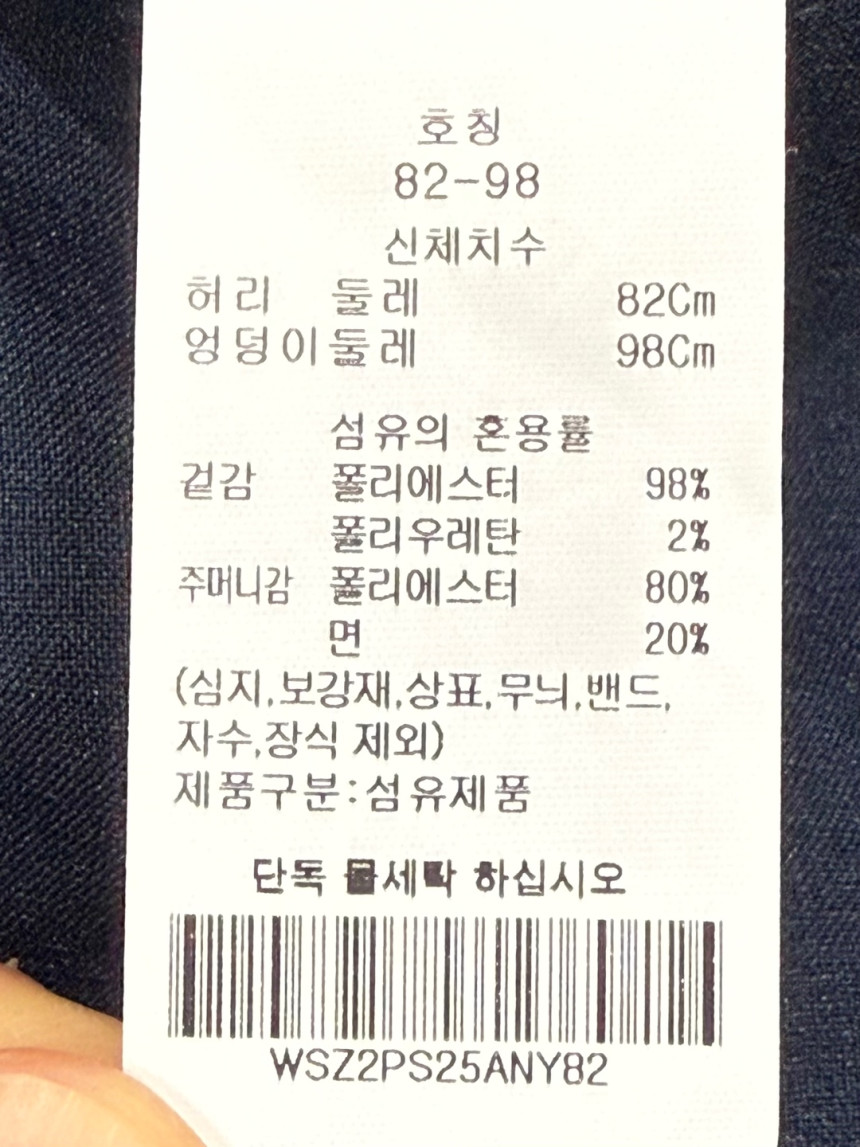 호칭
82-98
신체치수
허리 둘레 82Cm
엉덩이둘레 98Cm
섬유의 혼용률
겉감 폴리에스터 98%
폴리우레탄 2%
주머니감 폴리에스터 80%
면 20%
(심지,보강재,상표,무늬,밴드,
자수,장식 제외)
제품구분:섬유제품
단독 물세탁 하십시오
WSZ2PS25ANY82